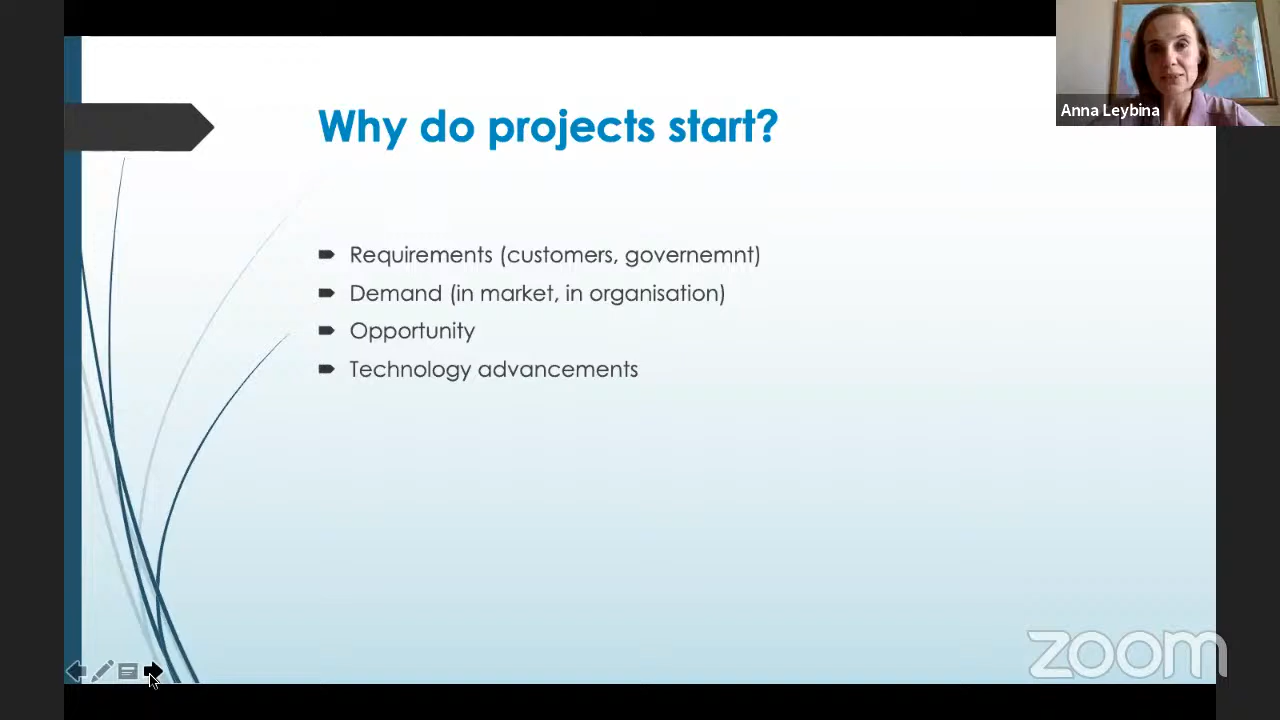 Why do projects start?
Anna Leybina
Requirements (customers, governemnt)
Demand (in market, in organisation)
Opportunity
Technology advancements
zoom